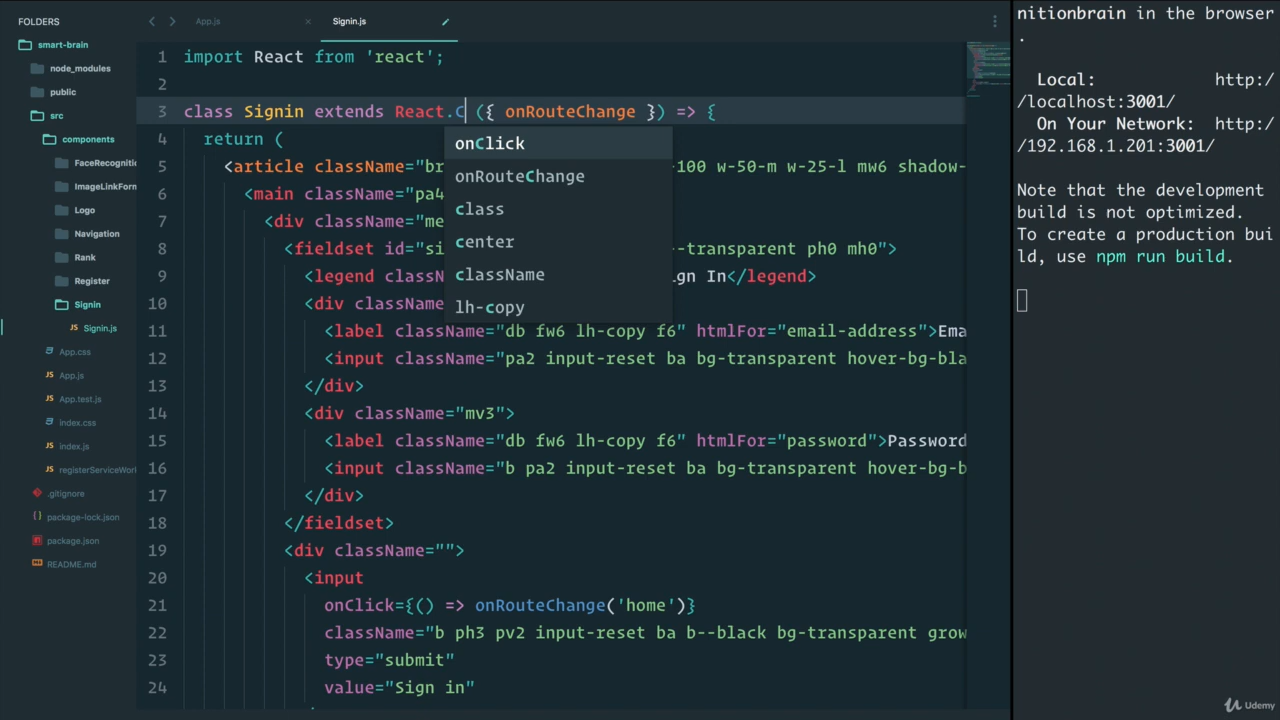 FOLDERS
smart-brain
node_modules
public
src
components
FaceRecognitic
ImageLinkForn
Logo
Navigation
Rank
Register
Signin
JS Signin.js
App.css
JS App.js
JS App.test.js
index.css
JS index.js
JS registerServiceWork
.gitignore
package-lock.json
package.json
README.md
App.js ×
Signin.js
1 import React from 'react';
2
3 class Signin extends React.C ({ onRouteChange }) => {
4 return (
5 <article className="br -100 w-50-m w-25-l mw6 shadow-
6 <main className="pa4
7 <div className="me
8 <fieldset id="si --transparent ph0 mh0">
9 <legend classN gn In</legend>
10 <div className
11 <label className="db fw6 lh-copy f6" htmlFor="email-address">Ema
12 <input className="pa2 input-reset ba bg-transparent hover-bg-bla
13 </div>
14 <div className="mv3">
15 <label className="db fw6 lh-copy f6" htmlFor="password">Password
16 <input className="b pa2 input-reset ba bg-transparent hover-bg-b
17 </div>
18 </fieldset>
19 <div className="">
20 <input
21 onClick={() => onRouteChange('home')}
22 className="b ph3 pv2 input-reset ba b--black bg-transparent grow
23 type="submit"
24 value="Sign in"
onClick
onRouteChange
class
center
className
lh-copy
nitionbrain in the browser
.
Local: http:/
/localhost:3001/
On Your Network: http:/
/192.168.1.201:3001/
Note that the development
build is not optimized.
To create a production bui
ld, use npm run build.
Udemy